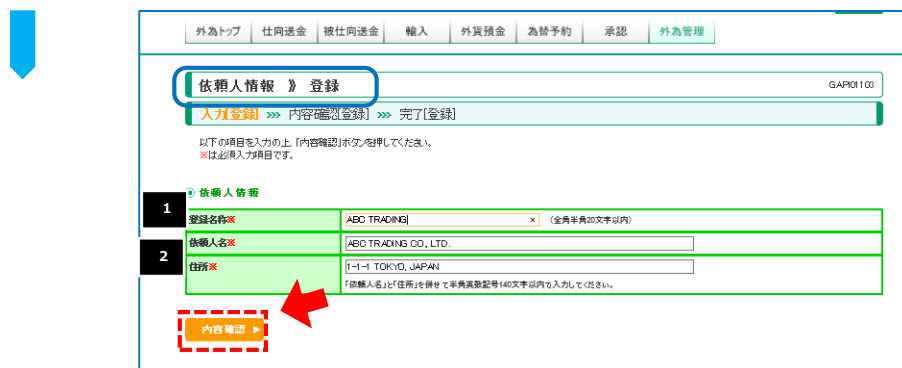 外為トップ 仕向送金 被仕向送金 輸入 外貨預金 為替予約 承認 外為管理
依頼人情報 》 登録 GAPI01103
入力[登録] >>> 内容確認[登録] >>> 完了[登録]
以下の項目を入力の上、「内容確認」ボタンを押してください。
※は必須入力項目です。
依頼人情報
1
登録名称※ ABC TRADING × (全角半角20文字以内)
2
依頼人名※ ABC TRADING CO., LTD.
住所※ 1-1-1 TOKYO, JAPAN
「依頼人名」と「住所」を併せて半角英数記号140文字以内で入力してください。
内容確認